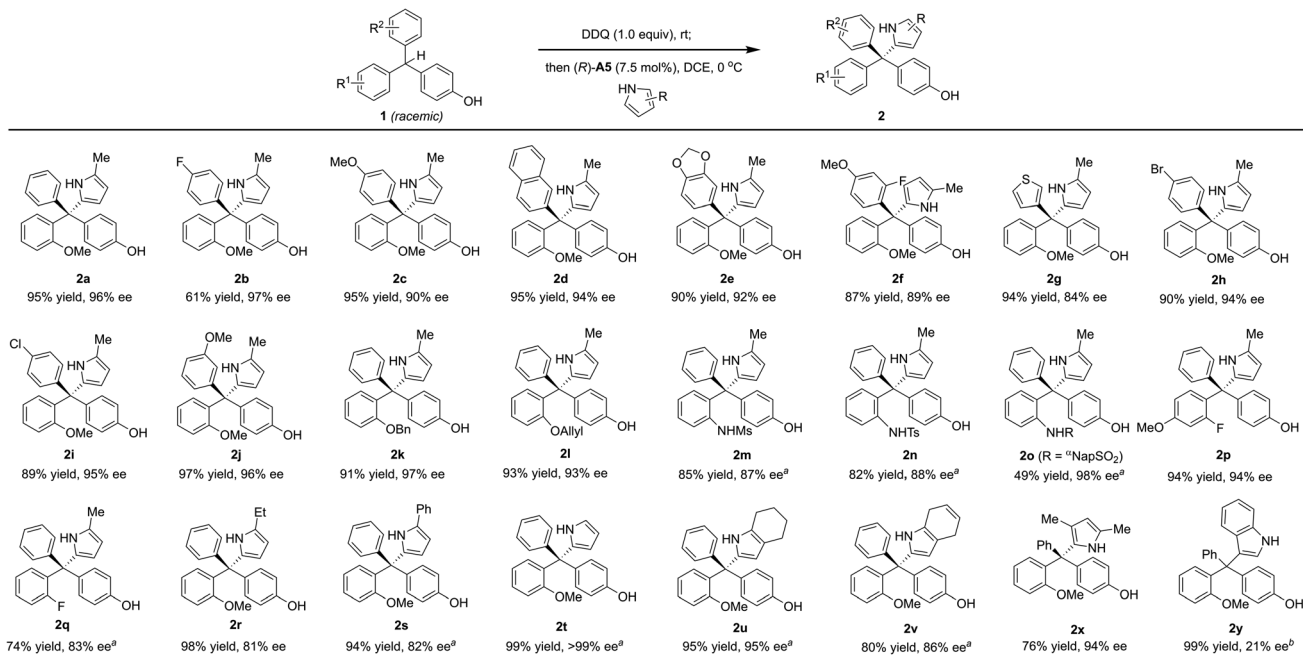 R² H R¹ OH
1 (racemic)
DDQ (1.0 equiv), rt;
then (R)-A5 (7.5 mol%), DCE, 0 °C
HN R
R² HN R R¹ OH
2
Me HN OMe OH
F Me HN OMe OH
MeO Me HN OMe OH
Me HN OMe OH
O O Me HN OMe OH
MeO F Me NH OMe OH
S Me HN OMe OH
Br Me HN OMe OH
2a 2b 2c 2d 2e 2f 2g 2h
95% yield, 96% ee 61% yield, 97% ee 95% yield, 90% ee 95% yield, 94% ee 90% yield, 92% ee 87% yield, 89% ee 94% yield, 84% ee 90% yield, 94% ee
Cl Me HN OMe OH
OMe Me HN OMe OH
Me HN OBn OH
Me HN OAllyl OH
Me HN NHMs OH
Me HN NHTs OH
Me HN NHR OH
Me HN MeO F OH
2i 2j 2k 2l 2m 2n 2o (R = αNapSO₂) 2p
89% yield, 95% ee 97% yield, 96% ee 91% yield, 97% ee 93% yield, 93% ee 85% yield, 87% eeᵃ 82% yield, 88% eeᵃ 49% yield, 98% eeᵃ 94% yield, 94% ee
Me HN F OH
Et HN OMe OH
Ph HN OMe OH
HN OMe OH
HN OMe OH
HN OMe OH
Me Me Ph NH OMe OH
Ph NH OMe OH
2q 2r 2s 2t 2u 2v 2x 2y
74% yield, 83% eeᵃ 98% yield, 81% ee 94% yield, 82% eeᵃ 99% yield, >99% eeᵃ 95% yield, 95% eeᵃ 80% yield, 86% eeᵃ 76% yield, 94% ee 99% yield, 21% eeᵇ